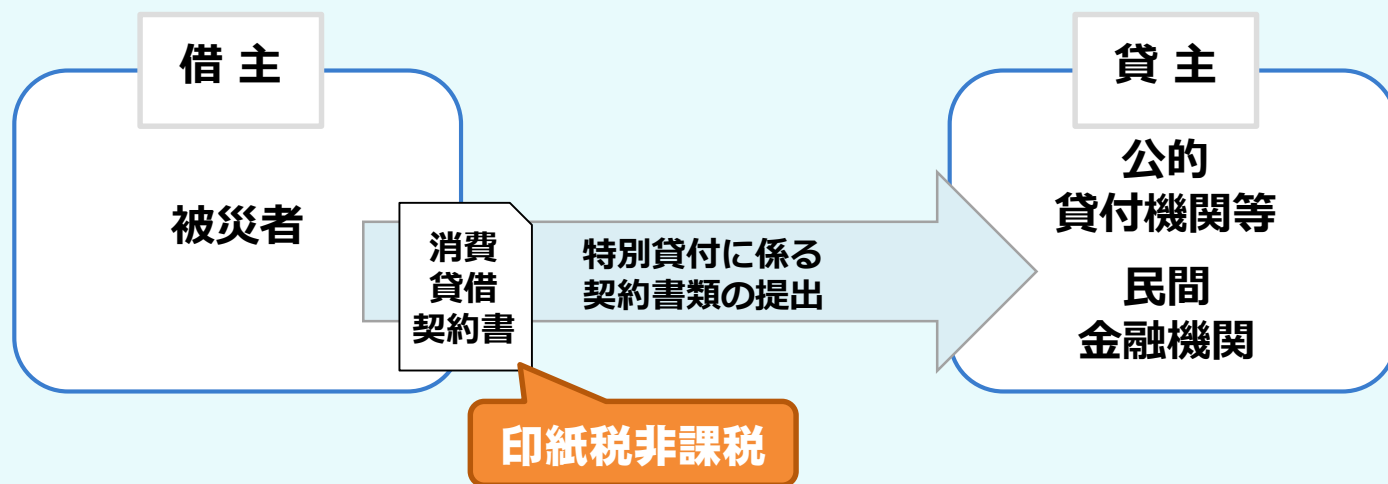 借 主
被災者
消費
貸借
契約書
特別貸付に係る
契約書類の提出
印紙税非課税
貸 主
公的
貸付機関等
民間
金融機関